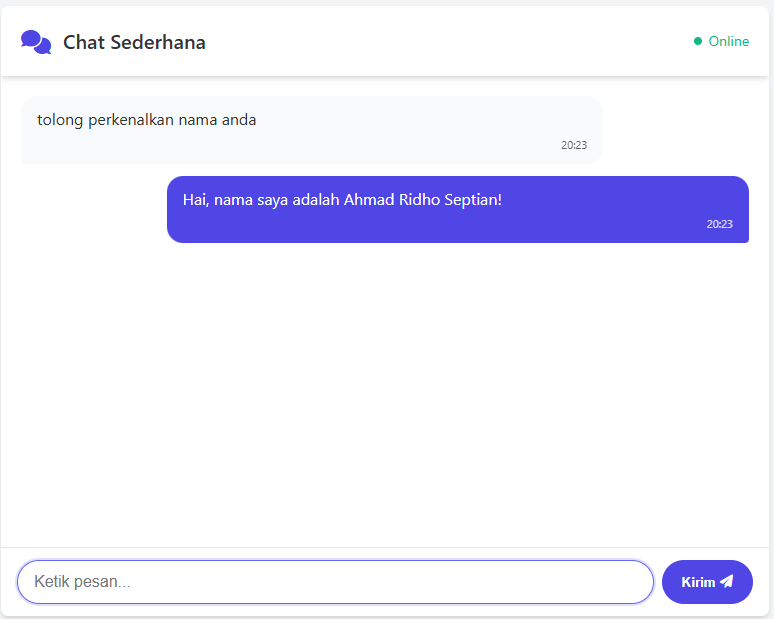 Chat Sederhana
Online
tolong perkenalkan nama anda
20:23
Hai, nama saya adalah Ahmad Ridho Septian!
20:23
Ketik pesan...
Kirim